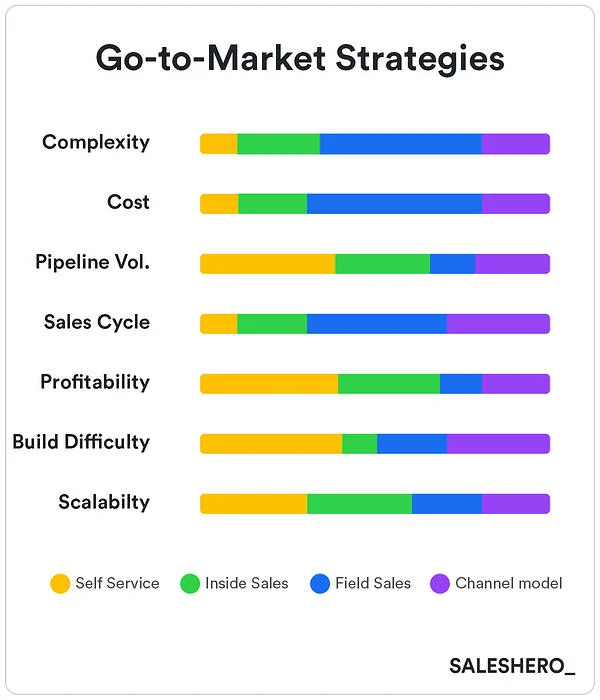 Go-to-Market Strategies
Complexity
Cost
Pipeline Vol.
Sales Cycle
Profitability
Build Difficulty
Scalabilty
Self Service
Inside Sales
Field Sales
Channel model
SALESHERO_